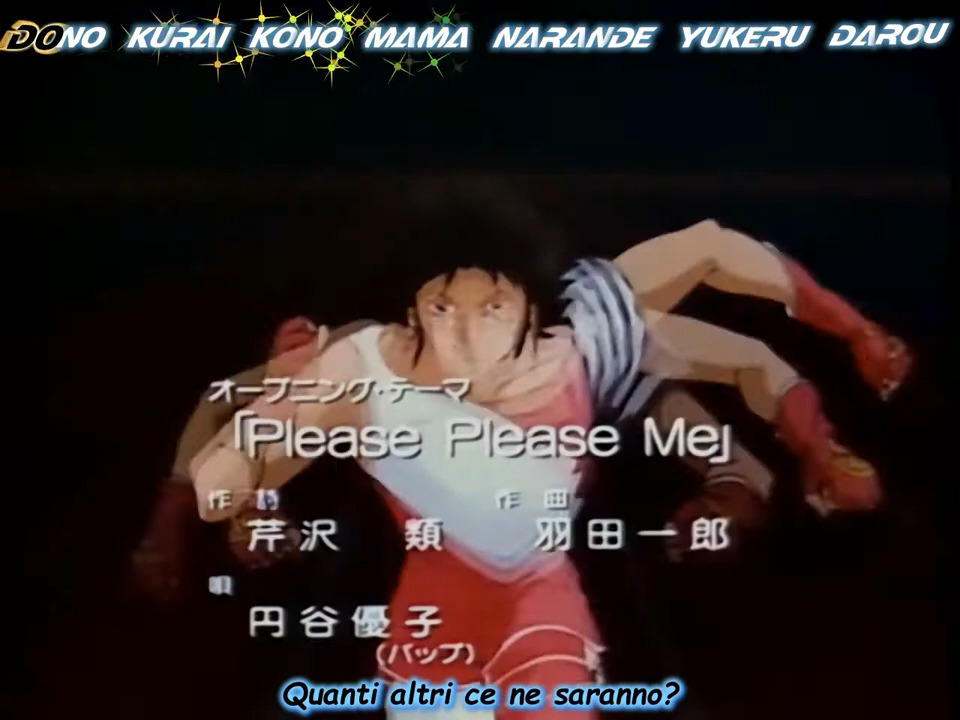 DONO KURAI KONO MAMA NARANDE YUKERU DAROU
オープニング・テーマ
「Please Please Me」
作詩 作曲
芹沢 類 羽田一郎
唄
円谷優子
(バップ)
Quanti altri ce ne saranno?